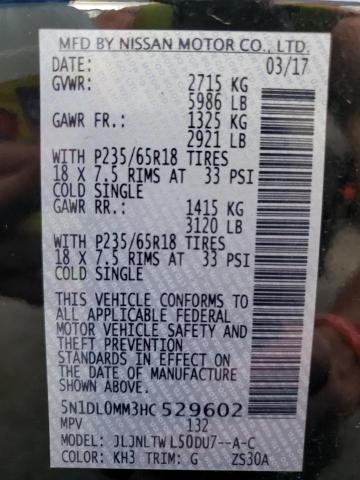 MFD BY NISSAN MOTOR CO., LTD.
DATE: 03/17
GVWR: 2715 KG
5986 LB
GAWR FR.: 1325 KG
2921 LB
WITH P235/65R18 TIRES
18 X 7.5 RIMS AT 33 PSI
COLD SINGLE
GAWR RR.: 1415 KG
3120 LB
WITH P235/65R18 TIRES
18 X 7.5 RIMS AT 33 PSI
COLD SINGLE
THIS VEHICLE CONFORMS TO
ALL APPLICABLE FEDERAL
MOTOR VEHICLE SAFETY AND
THEFT PREVENTION
STANDARDS IN EFFECT ON
THE DATE OF MANUFACTURE
SHOWN ABOVE.
5N1DL0MM3HC 529602
MPV 132
MODEL: JLJNLTW L50DU7--A-C
COLOR: KH3 TRIM: G ZS30A